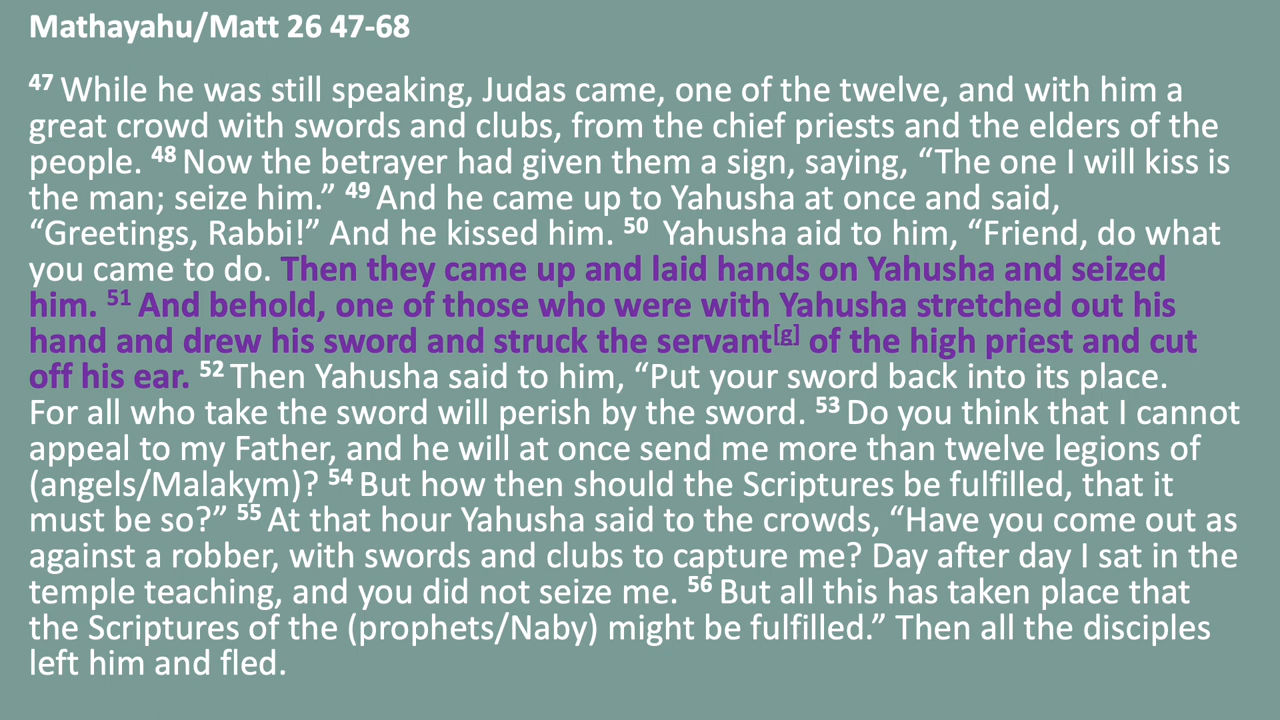 Mathayahu/Matt 26 47-68
47 While he was still speaking, Judas came, one of the twelve, and with him a
great crowd with swords and clubs, from the chief priests and the elders of the
people. 48 Now the betrayer had given them a sign, saying, “The one I will kiss is
the man; seize him.” 49 And he came up to Yahusha at once and said,
“Greetings, Rabbi!” And he kissed him. 50 Yahusha aid to him, “Friend, do what
you came to do. Then they came up and laid hands on Yahusha and seized
him. 51 And behold, one of those who were with Yahusha stretched out his
hand and drew his sword and struck the servant[g] of the high priest and cut
off his ear. 52 Then Yahusha said to him, “Put your sword back into its place.
For all who take the sword will perish by the sword. 53 Do you think that I cannot
appeal to my Father, and he will at once send me more than twelve legions of
(angels/Malakym)? 54 But how then should the Scriptures be fulfilled, that it
must be so?” 55 At that hour Yahusha said to the crowds, “Have you come out as
against a robber, with swords and clubs to capture me? Day after day I sat in the
temple teaching, and you did not seize me. 56 But all this has taken place that
the Scriptures of the (prophets/Naby) might be fulfilled.” Then all the disciples
left him and fled.